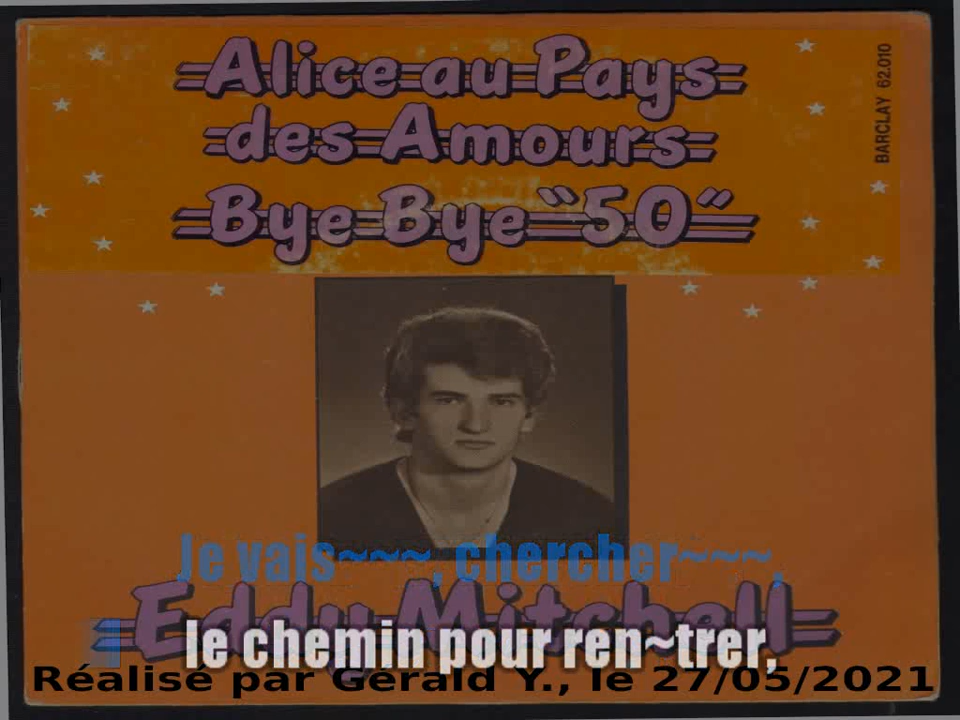 Alice au Pays
des Amours
Bye Bye “50”
BARCLAY 62.010
Je vais~~~, chercher~~~,
Eddy Mitchell
le chemin pour ren~trer,
Réalisé par Gérald Y., le 27/05/2021